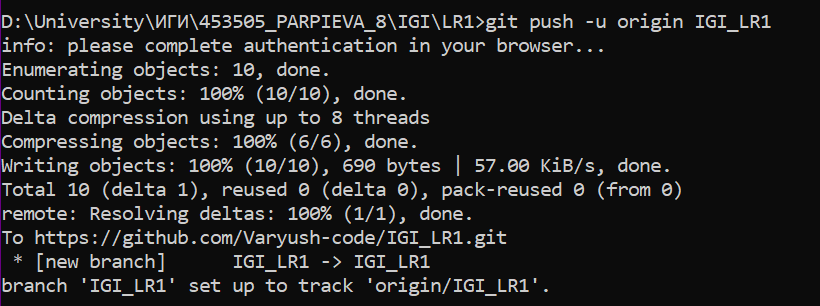 D:\University\ИГИ\453505_PARPIEVA_8\IGI\LR1>git push -u origin IGI_LR1
info: please complete authentication in your browser...
Enumerating objects: 10, done.
Counting objects: 100% (10/10), done.
Delta compression using up to 8 threads
Compressing objects: 100% (6/6), done.
Writing objects: 100% (10/10), 690 bytes | 57.00 KiB/s, done.
Total 10 (delta 1), reused 0 (delta 0), pack-reused 0 (from 0)
remote: Resolving deltas: 100% (1/1), done.
To https://github.com/Varyush-code/IGI_LR1.git
 * [new branch]      IGI_LR1 -> IGI_LR1
branch 'IGI_LR1' set up to track 'origin/IGI_LR1'.